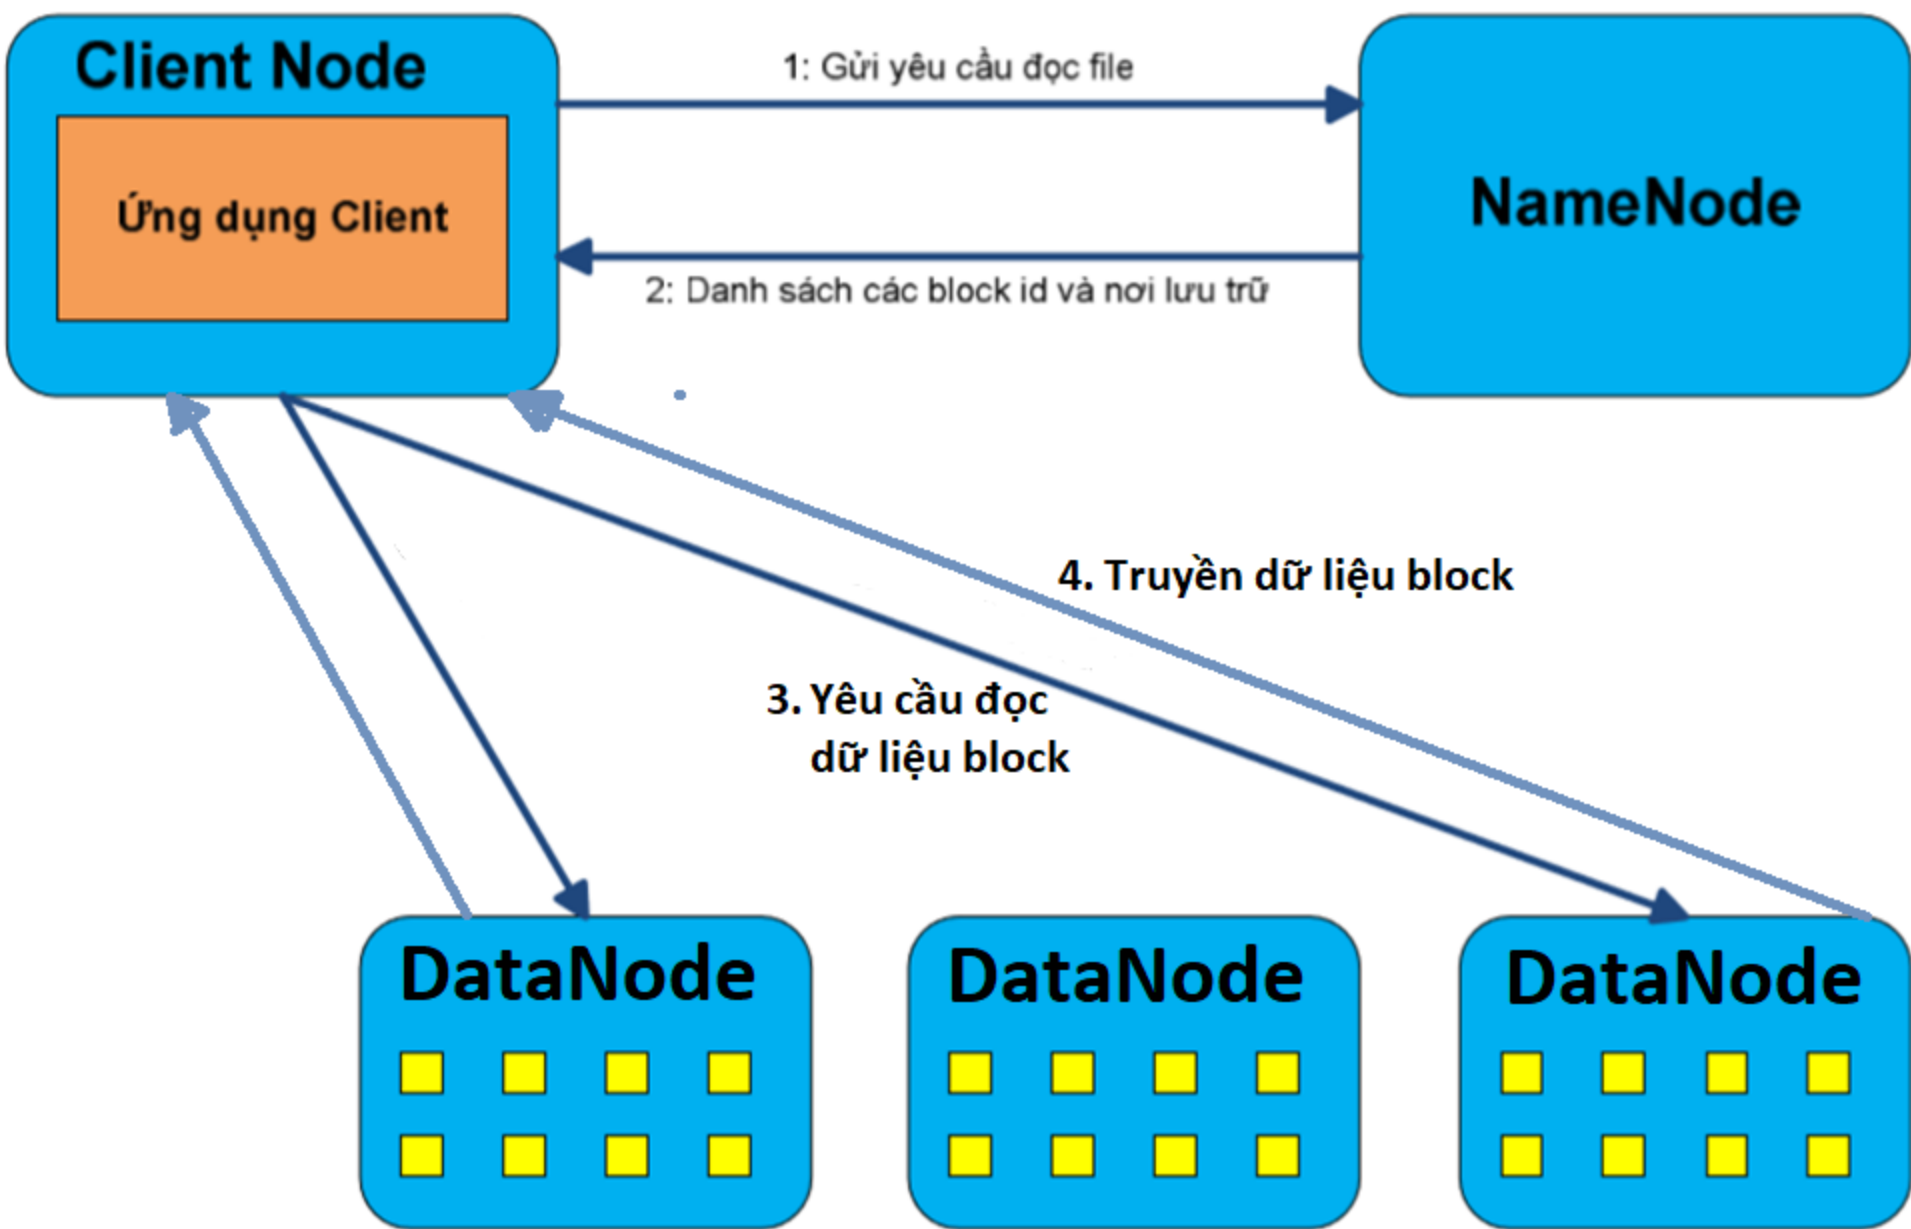 Client Node
Ứng dụng Client
1: Gửi yêu cầu đọc file
NameNode
2: Danh sách các block id và nơi lưu trữ
4. Truyền dữ liệu block
3. Yêu cầu đọc
dữ liệu block
DataNode
DataNode
DataNode